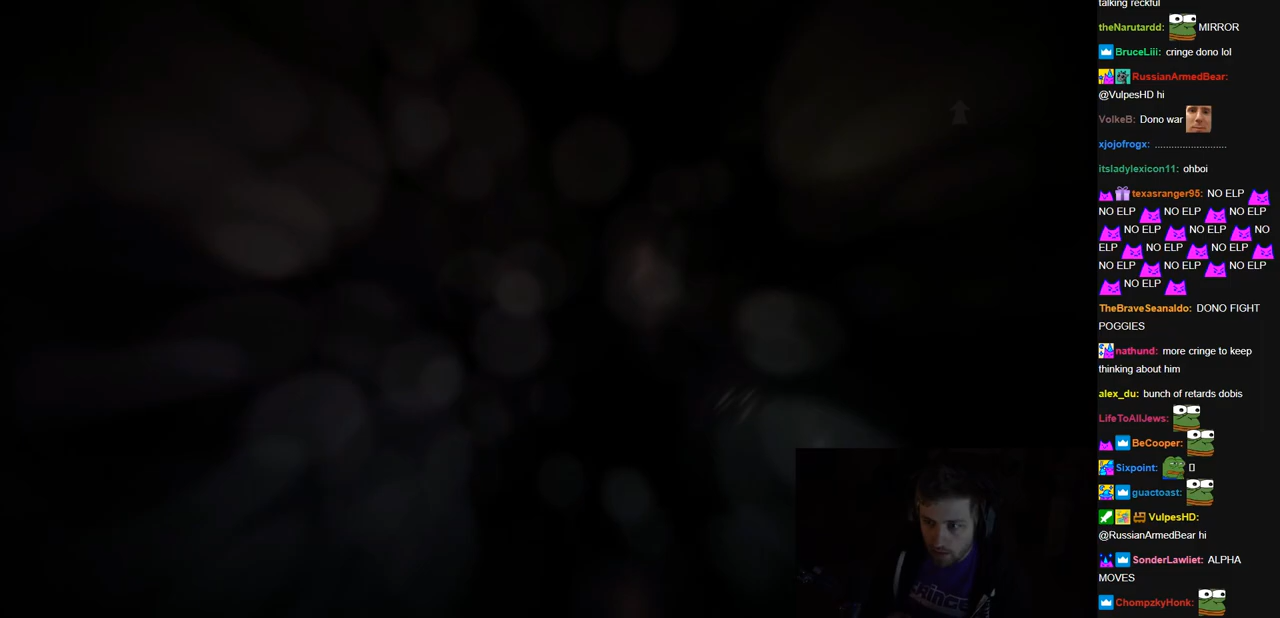 talking reckful
theNarutardd: MIRROR
BruceLiii: cringe dono lol
RussianArmedBear:
@VulpesHD hi
VolkeB: Dono war
xjojofrogx: .........................
itsladylexicon11: ohboi
texasranger95: NO ELP
NO ELP NO ELP NO ELP
NO ELP NO ELP NO
ELP NO ELP NO ELP
NO ELP NO ELP NO ELP
NO ELP
TheBraveSeanaldo: DONO FIGHT
POGGIES
nathund: more cringe to keep
thinking about him
alex_du: bunch of retards dobis
LifeToAllJews:
BeCooper:
Sixpoint:
guactoast:
VulpesHD:
@RussianArmedBear hi
SonderLawliet: ALPHA
MOVES
ChompzkyHonk: